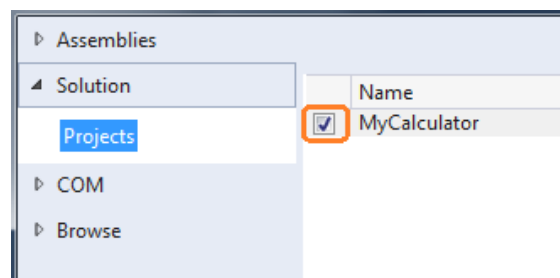 Assemblies
Solution
Name
Projects
MyCalculator
COM
Browse